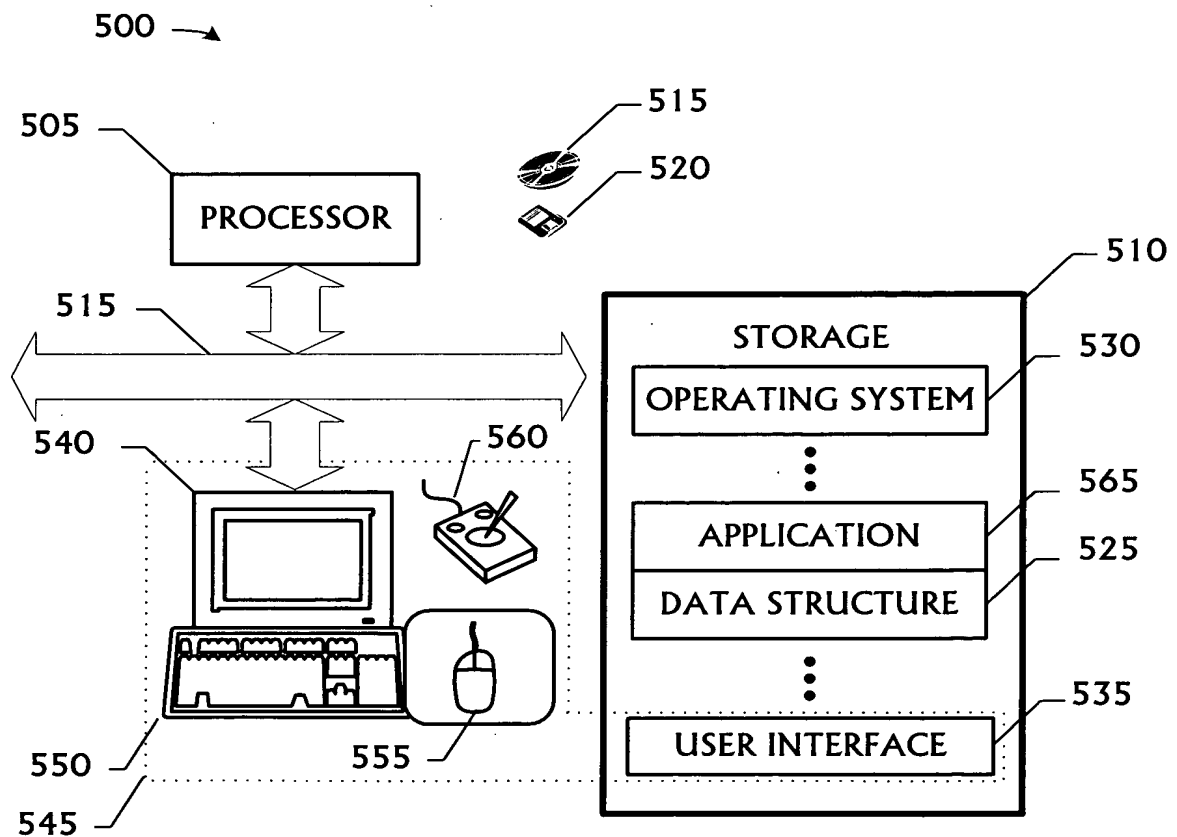 500
505
515
520
PROCESSOR
510
515
STORAGE
530
OPERATING SYSTEM
540
560
565
APPLICATION
525
DATA STRUCTURE
535
USER INTERFACE
550
555
545